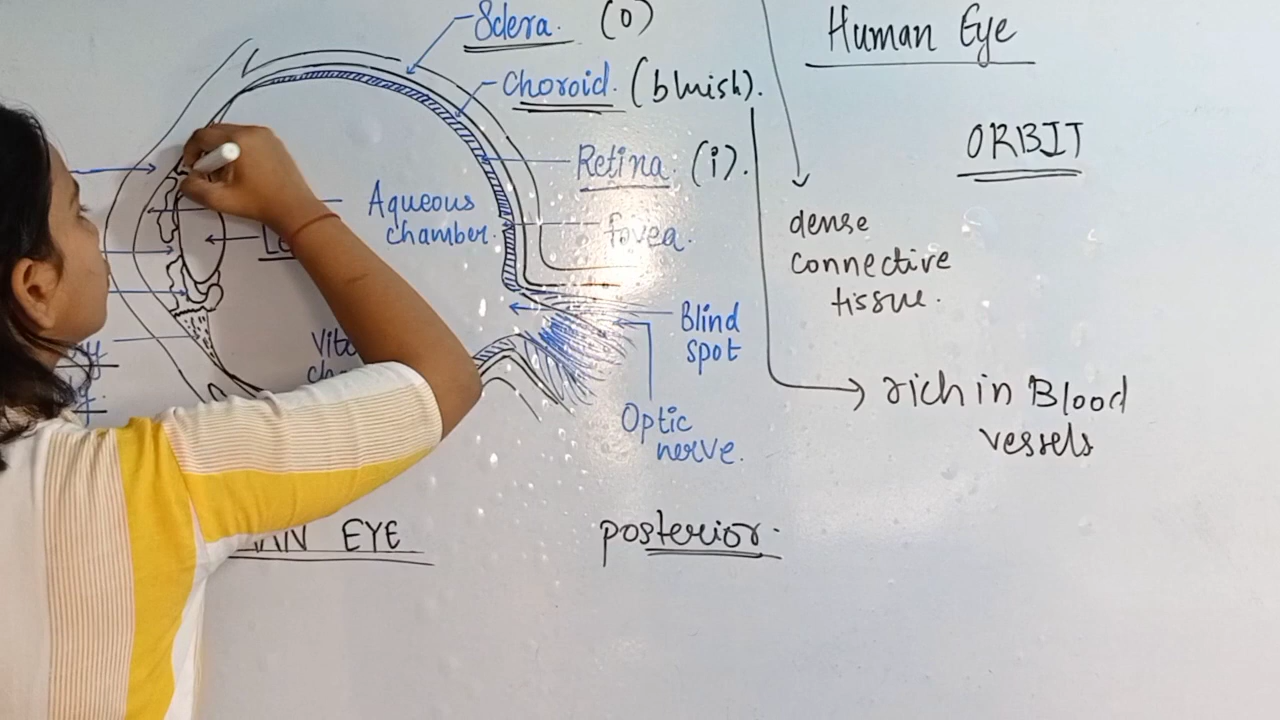 Sclera. (o)
Choroid. (bluish).
Retina. (i).
Aqueous
chamber.
fovea.
Blind
spot
Optic
nerve.
EYE
posterior.
Human Eye
ORBIT
dense
connective
tissue.
rich in Blood
vessels